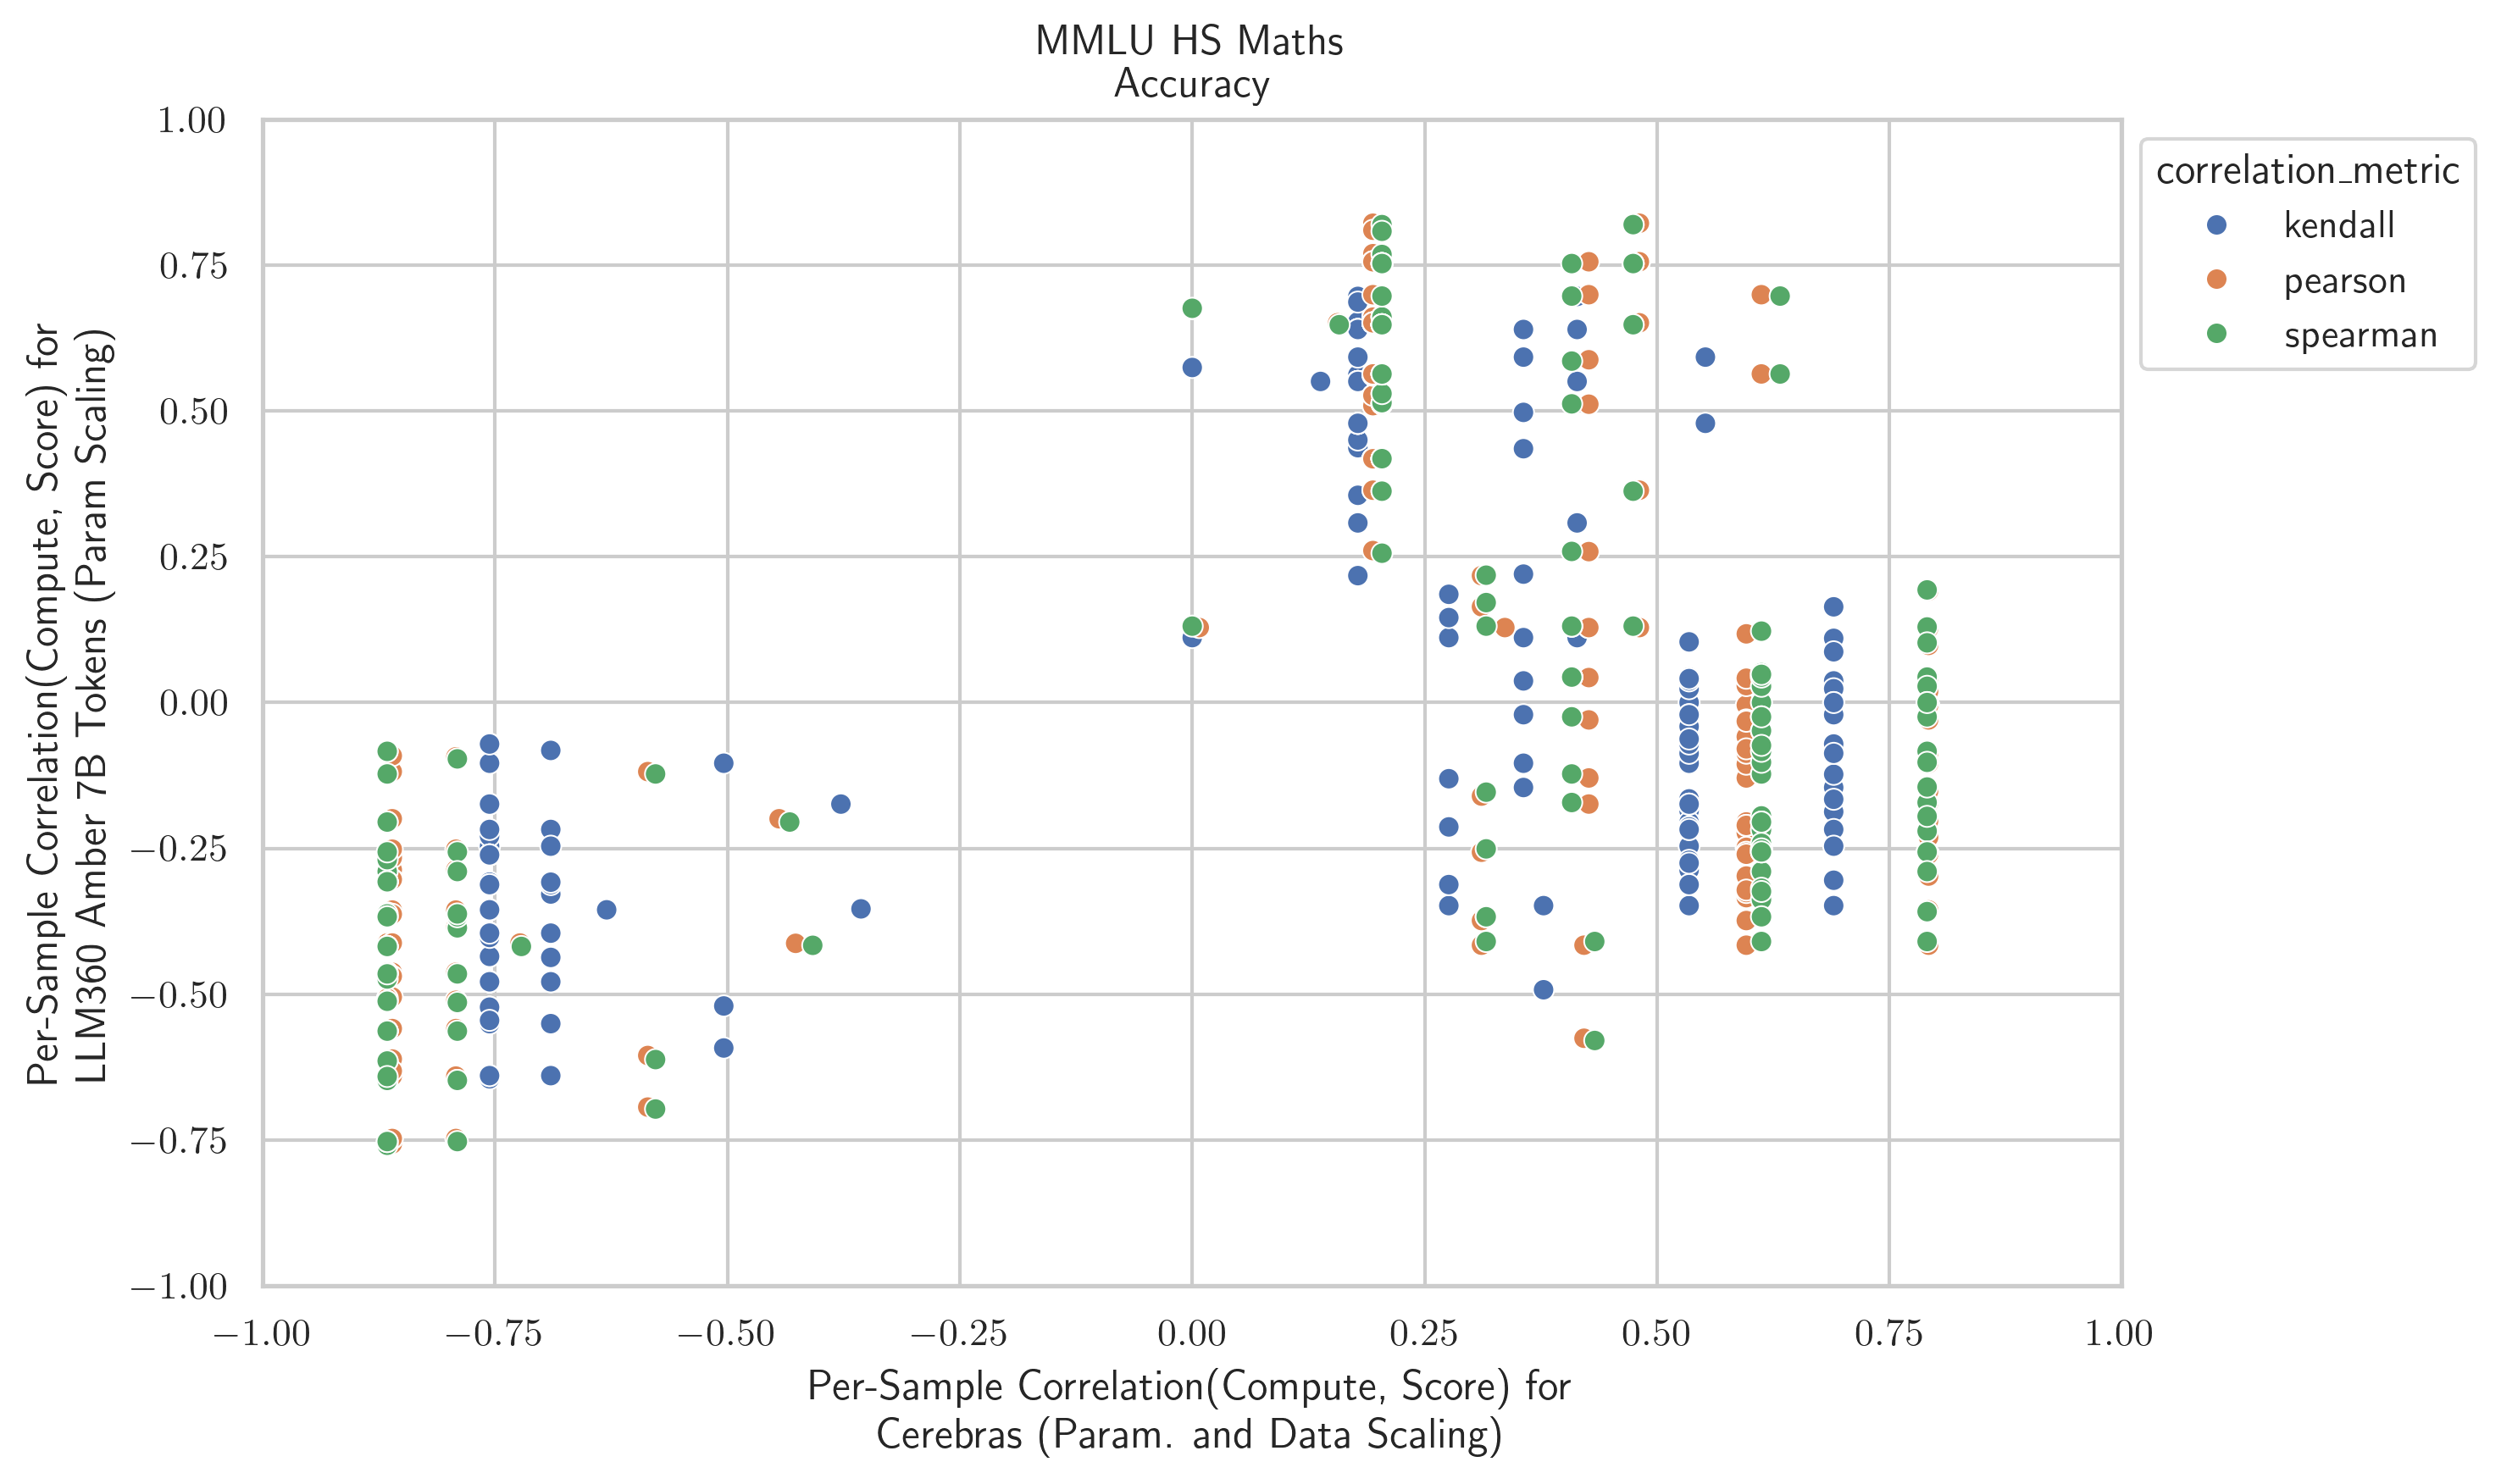 MMLU HS Maths
Accuracy
Per-Sample Correlation(Compute, Score) for
LLM360 Amber 7B Tokens (Param Scaling)
1.00
0.75
0.50
0.25
0.00
−0.25
−0.50
−0.75
−1.00
−1.00 −0.75 −0.50 −0.25 0.00 0.25 0.50 0.75 1.00
Per-Sample Correlation(Compute, Score) for
Cerebras (Param. and Data Scaling)
correlation_metric
kendall
pearson
spearman